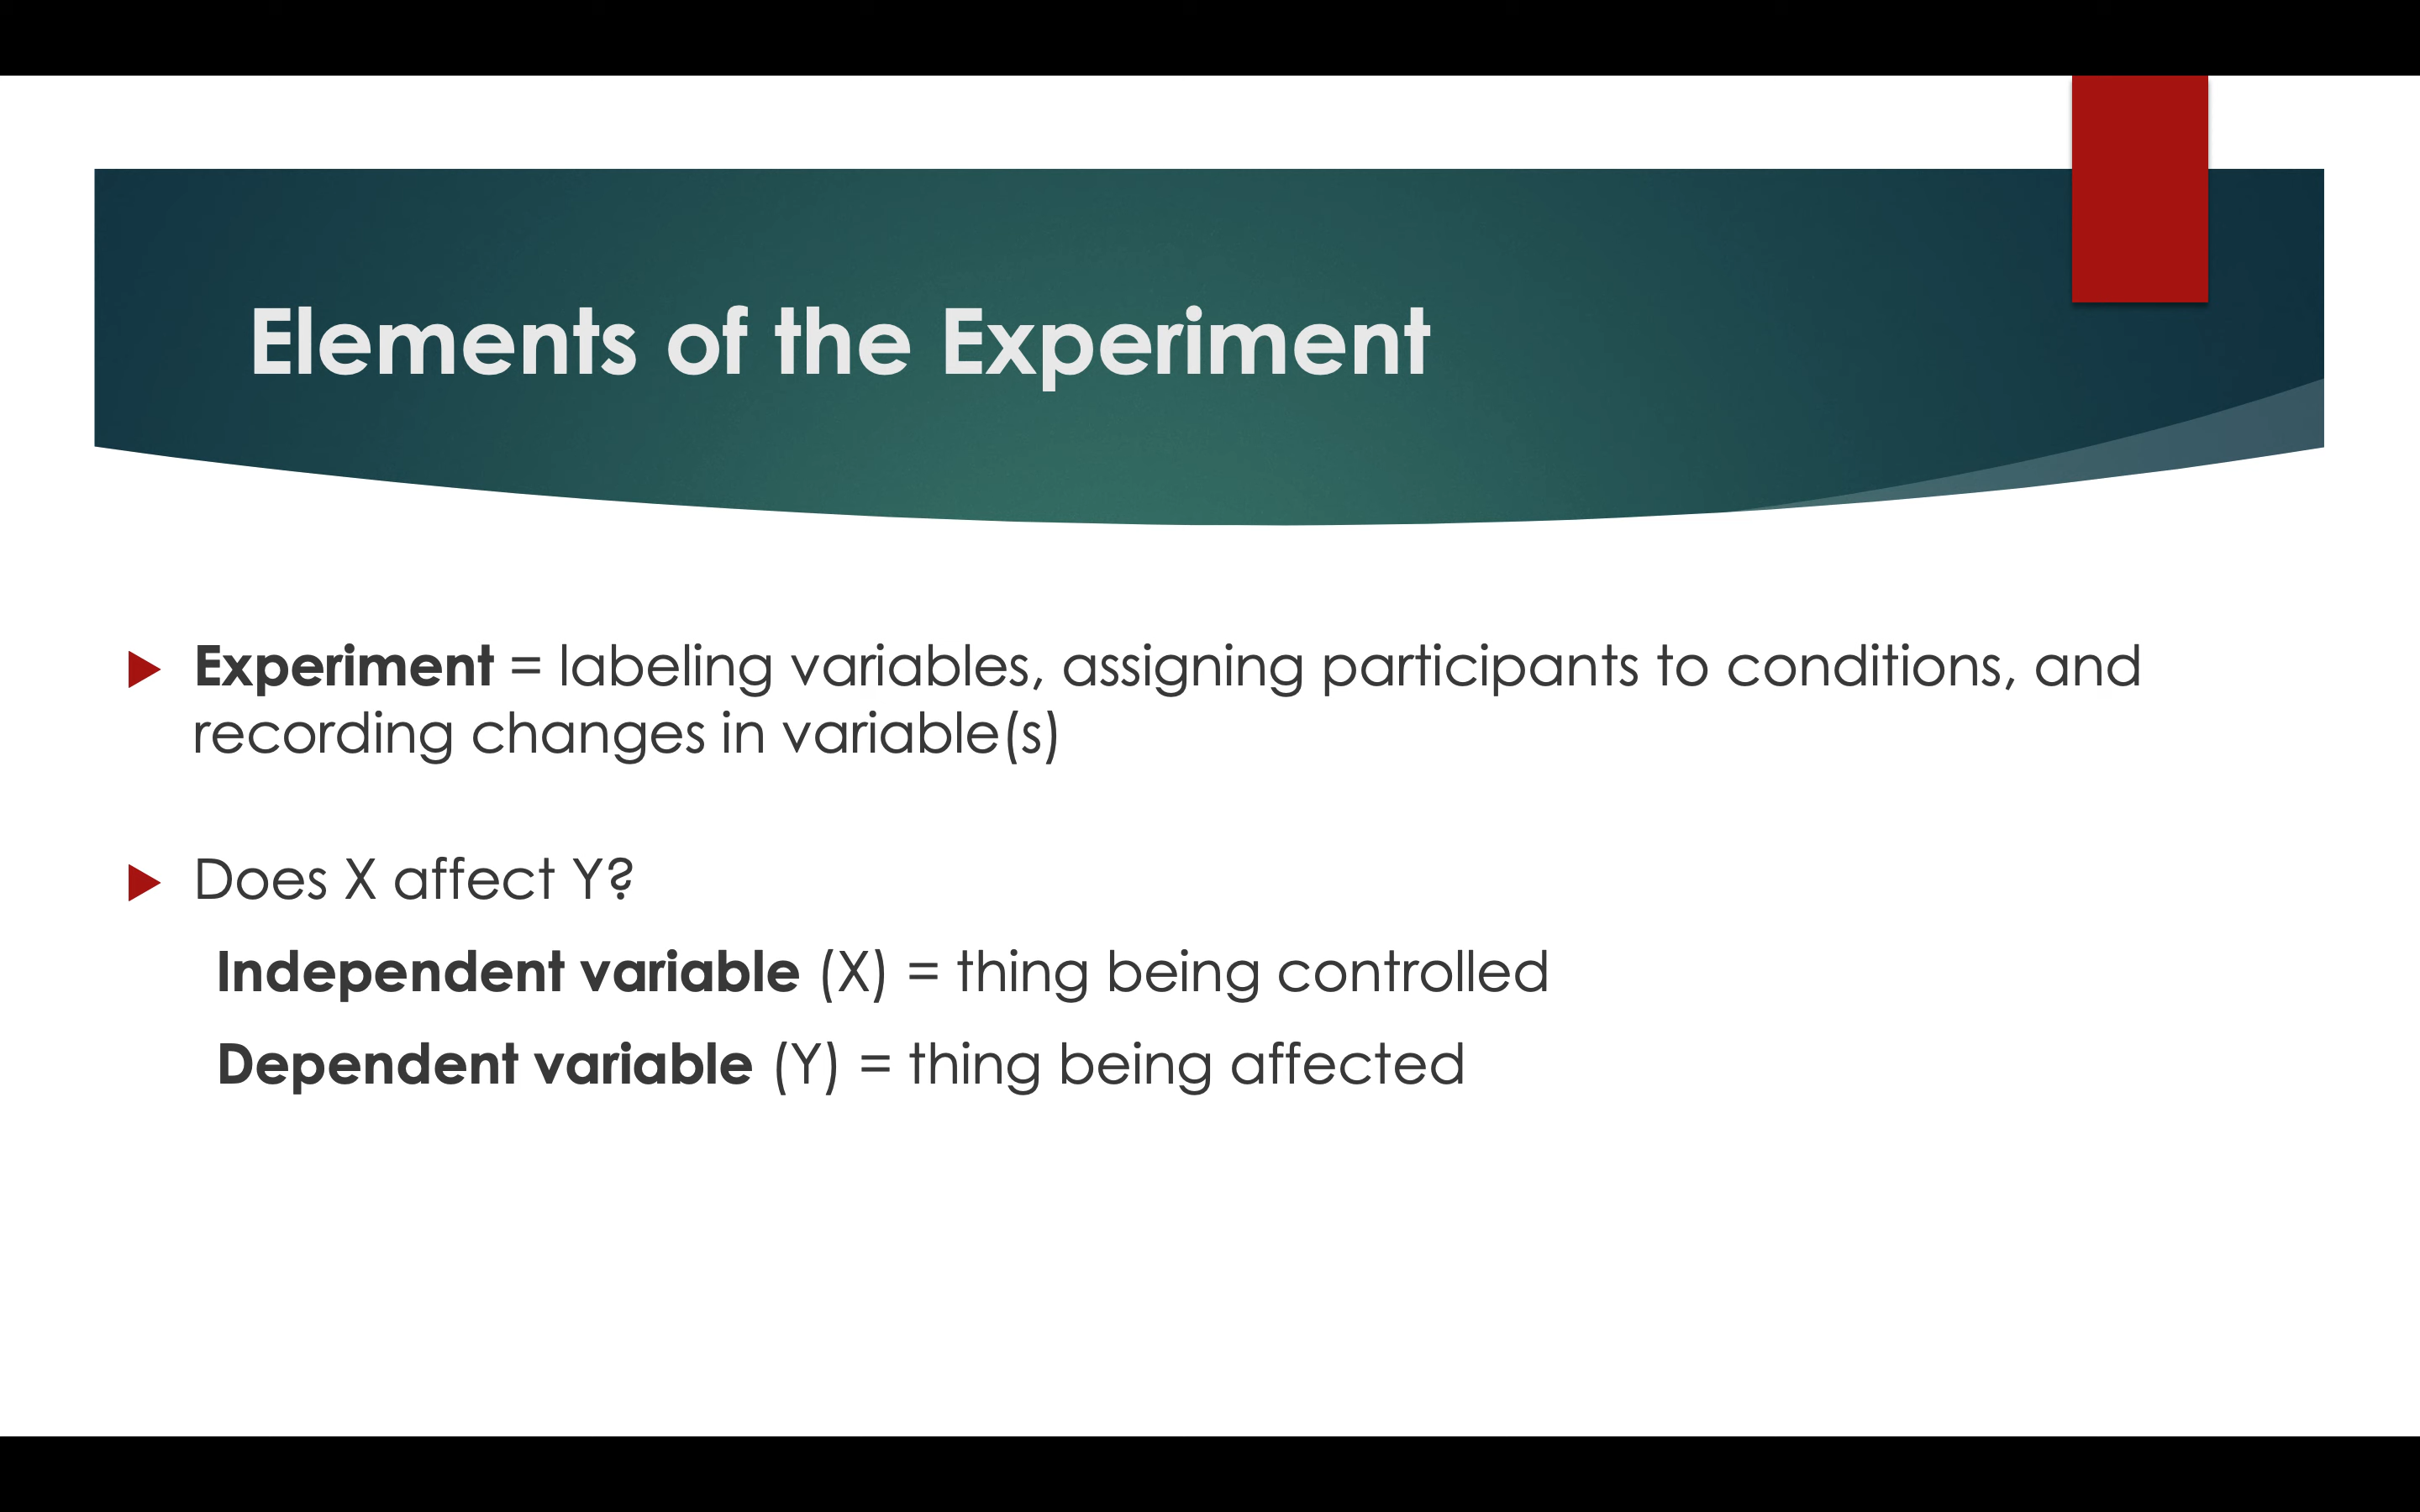 Elements of the Experiment
Experiment = labeling variables, assigning participants to conditions, and
recording changes in variable(s)
Does X affect Y?
Independent variable (X) = thing being controlled
Dependent variable (Y) = thing being affected